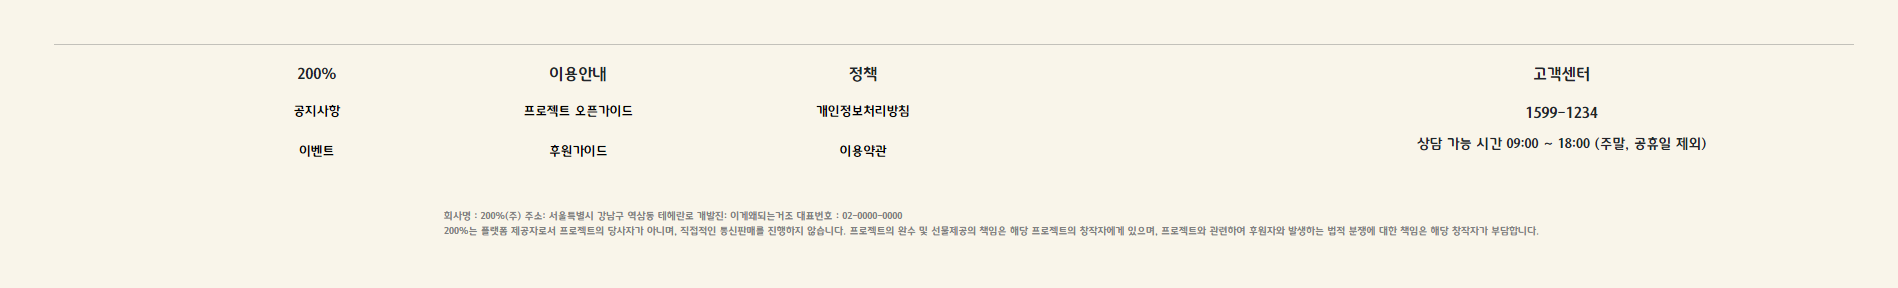 200%
공지사항
이벤트
이용안내
프로젝트 오픈가이드
후원가이드
정책
개인정보처리방침
이용약관
고객센터
1599-1234
상담 가능 시간 09:00 ~ 18:00 (주말, 공휴일 제외)
회사명 : 200%(주) 주소: 서울특별시 강남구 역삼동 테헤란로 개발진: 이게왜되는거조 대표번호 : 02-0000-0000
200%는 플랫폼 제공자로서 프로젝트의 당사자가 아니며, 직접적인 통신판매를 진행하지 않습니다. 프로젝트의 완수 및 선물제공의 책임은 해당 프로젝트의 창작자에게 있으며, 프로젝트와 관련하여 후원자와 발생하는 법적 분쟁에 대한 책임은 해당 창작자가 부담합니다.